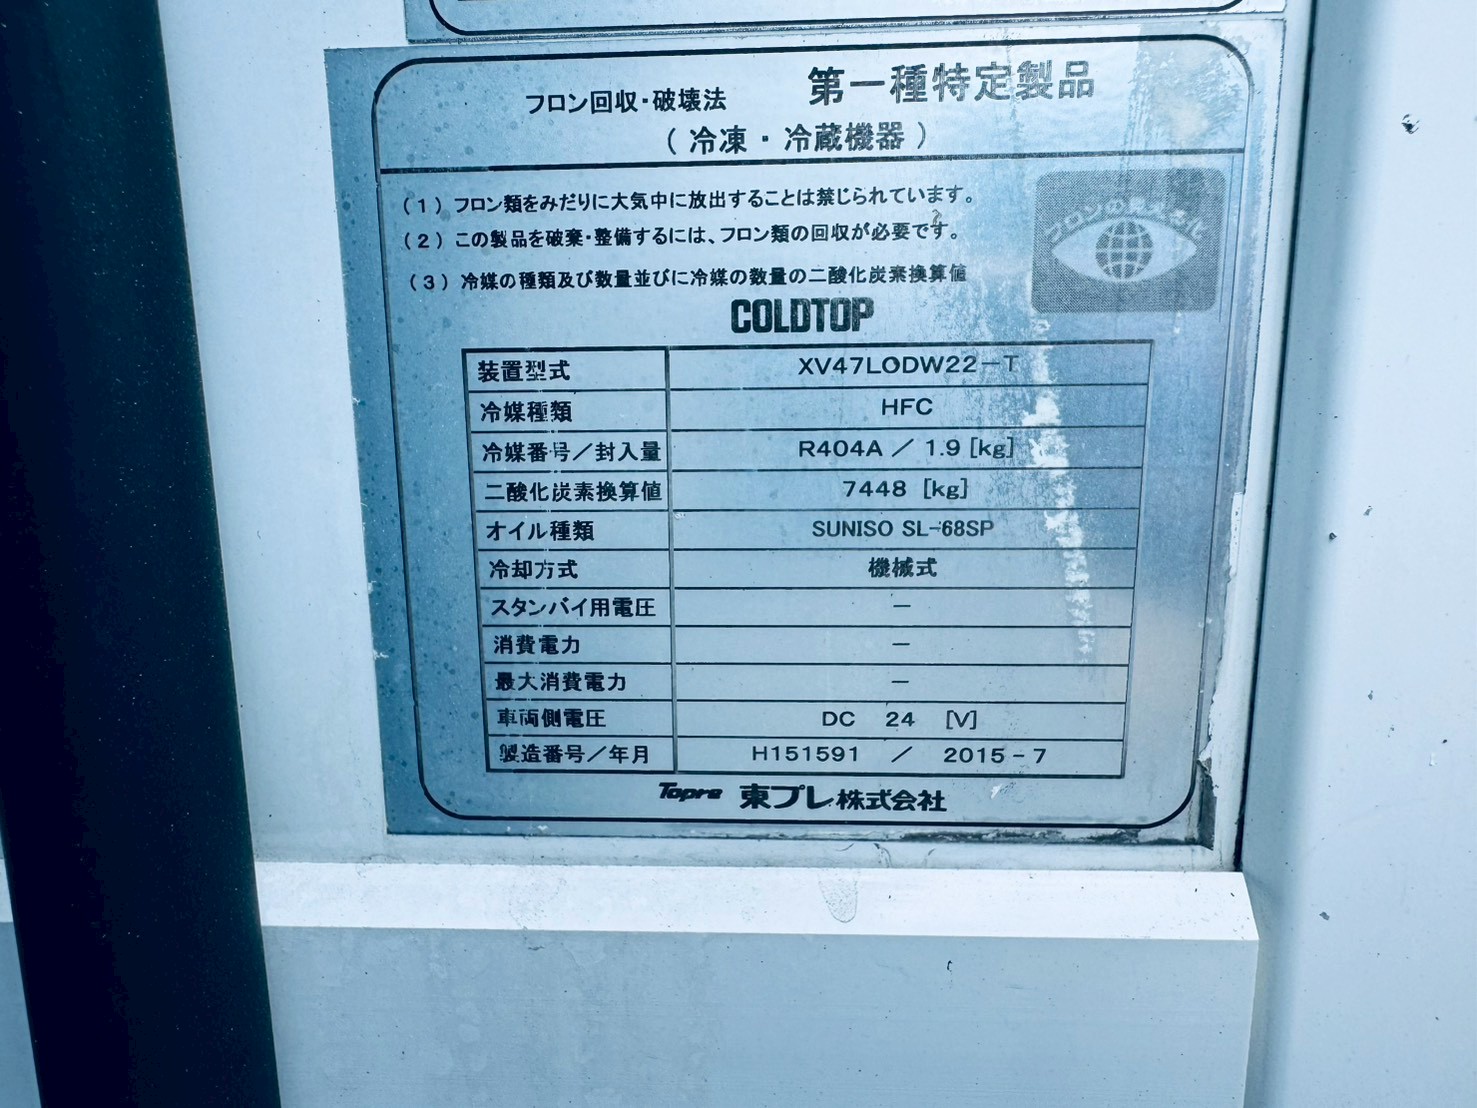 フロン回収・破壊法 第一種特定製品
(冷凍・冷蔵機器)
(1)フロン類をみだりに大気中に放出することは禁じられています。
(2)この製品を破棄・整備するには、フロン類の回収が必要です。
(3)冷媒の種類及び数量並びに冷媒の数量の二酸化炭素換算値
フロンの見える化
COLDTOP
装置型式 XV47LODW22-T
冷媒種類 HFC
冷媒番号/封入量 R404A / 1.9 [kg]
二酸化炭素換算値 7448 [kg]
オイル種類 SUNISO SL-68SP
冷却方式 機械式
スタンバイ用電圧 ー
消費電力 ー
最大消費電力 ー
車両側電圧 DC 24 [V]
製造番号/年月 H151591 / 2015-7
Topre 東プレ株式会社